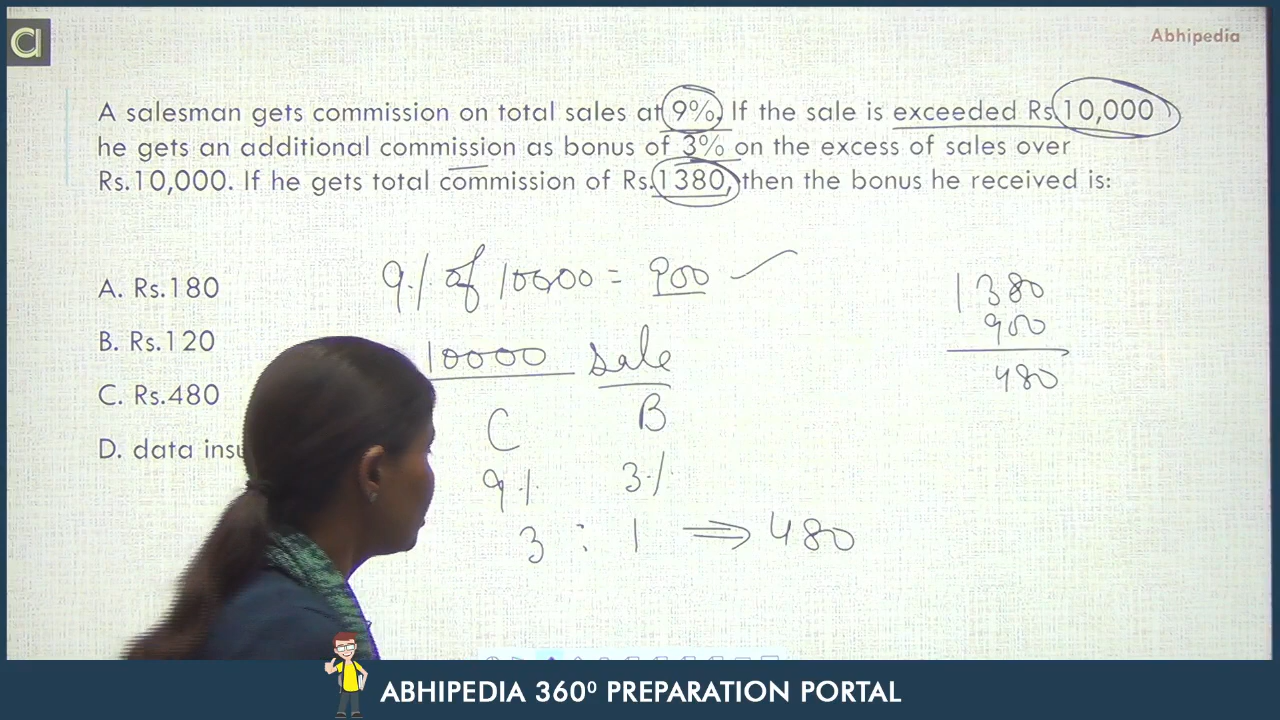 Abhipedia
A salesman gets commission on total sales at 9%. If the sale is exceeded Rs.10,000
he gets an additional commission as bonus of 3% on the excess of sales over
Rs.10,000. If he gets total commission of Rs.1380, then the bonus he received is:
A. Rs.180
B. Rs.120
C. Rs.480
D. data
9% of 10000 = 900
10000 sale
C B
9% 3%
3 : 1 ⇒ 480
1380
900
480
ABHIPEDIA 360⁰ PREPARATION PORTAL